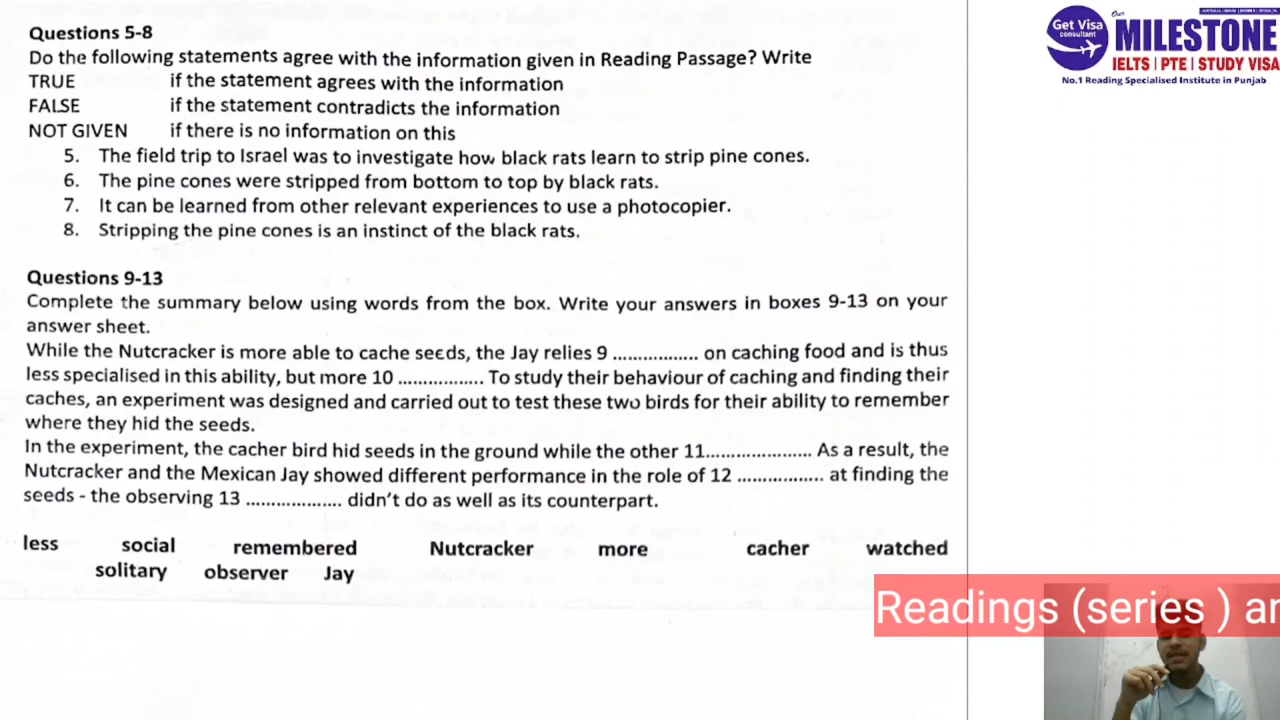 Questions 5-8
Do the following statements agree with the information given in Reading Passage? Write
TRUE if the statement agrees with the information
FALSE if the statement contradicts the information
NOT GIVEN if there is no information on this
5. The field trip to Israel was to investigate how black rats learn to strip pine cones.
6. The pine cones were stripped from bottom to top by black rats.
7. It can be learned from other relevant experiences to use a photocopier.
8. Stripping the pine cones is an instinct of the black rats.
Questions 9-13
Complete the summary below using words from the box. Write your answers in boxes 9-13 on your
answer sheet.
While the Nutcracker is more able to cache seeds, the Jay relies 9 ................ on caching food and is thus
less specialised in this ability, but more 10 ................ To study their behaviour of caching and finding their
caches, an experiment was designed and carried out to test these two birds for their ability to remember
where they hid the seeds.
In the experiment, the cacher bird hid seeds in the ground while the other 11..................... As a result, the
Nutcracker and the Mexican Jay showed different performance in the role of 12 ................ at finding the
seeds - the observing 13 ................... didn't do as well as its counterpart.
less social remembered Nutcracker more cacher watched
solitary observer Jay
Get Visa
consultant
Our
MILESTONE
IELTS | PTE | STUDY VISA
No.1 Reading Specialised Institute in Punjab
Readings (series ) ar